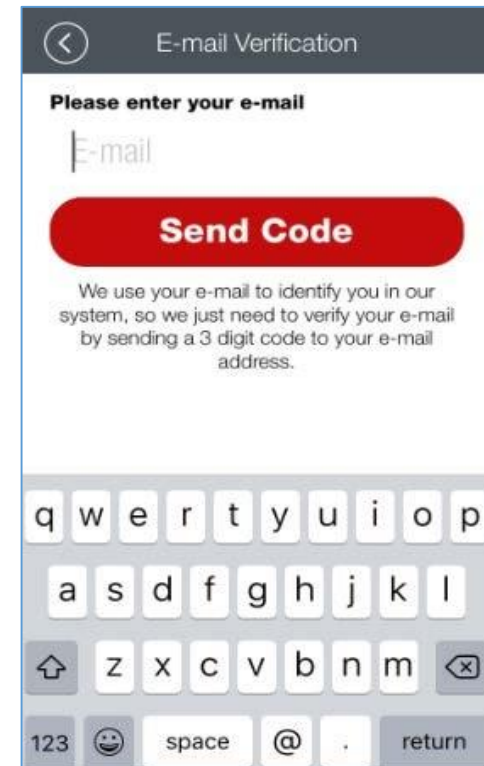 E-mail Verification
Please enter your e-mail
E-mail
Send Code
We use your e-mail to identify you in our
system, so we just need to verify your e-mail
by sending a 3 digit code to your e-mail
address.
q w e r t y u i o p
a s d f g h j k l
z x c v b n m
123 space @ . return